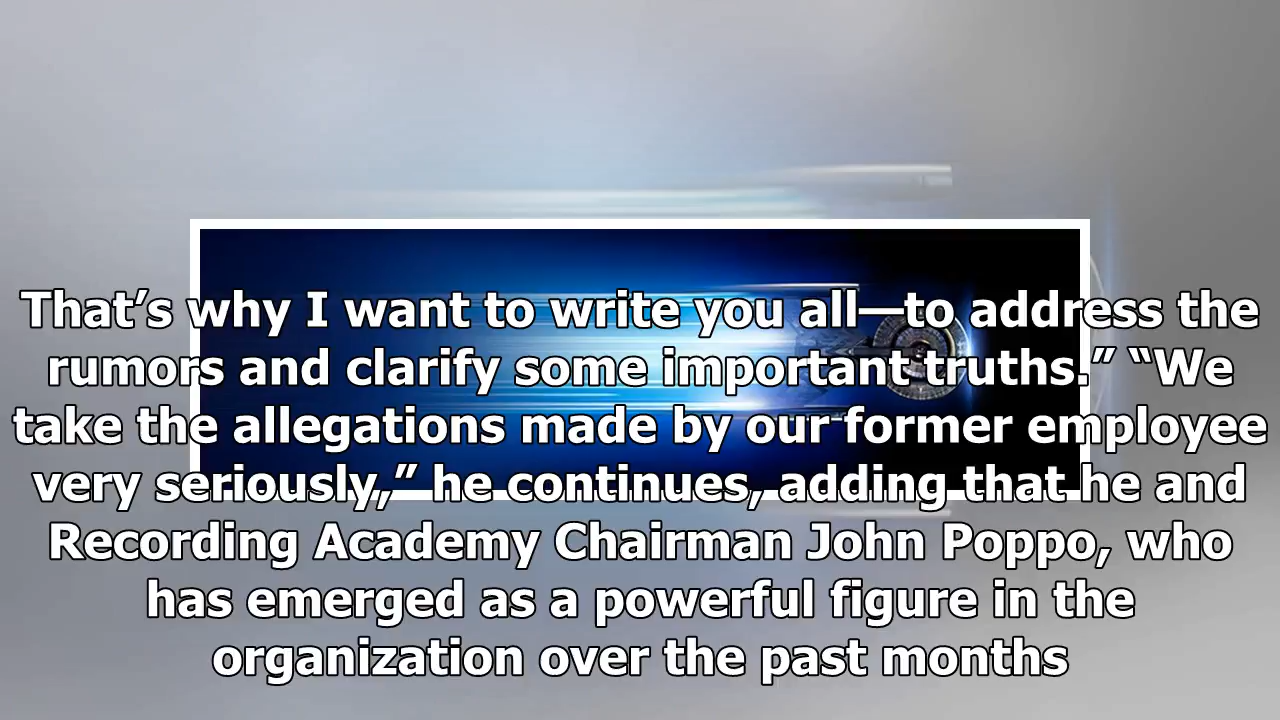 That’s why I want to write you all—to address the
rumors and clarify some important truths.” “We
take the allegations made by our former employee
very seriously,” he continues, adding that he and
Recording Academy Chairman John Poppo, who
has emerged as a powerful figure in the
organization over the past months